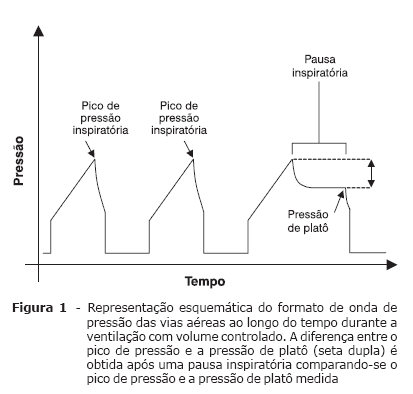 Pausa
inspiratória
Pico de
pressão
inspiratória
Pico de
pressão
inspiratória
Pressão
Pressão
de platô
Tempo
Figura 1 - Representação esquemática do formato de onda de
pressão das vias aéreas ao longo do tempo durante a
ventilação com volume controlado. A diferença entre o
pico de pressão e a pressão de platô (seta dupla) é
obtida após uma pausa inspiratória comparando-se o
pico de pressão e a pressão de platô medida